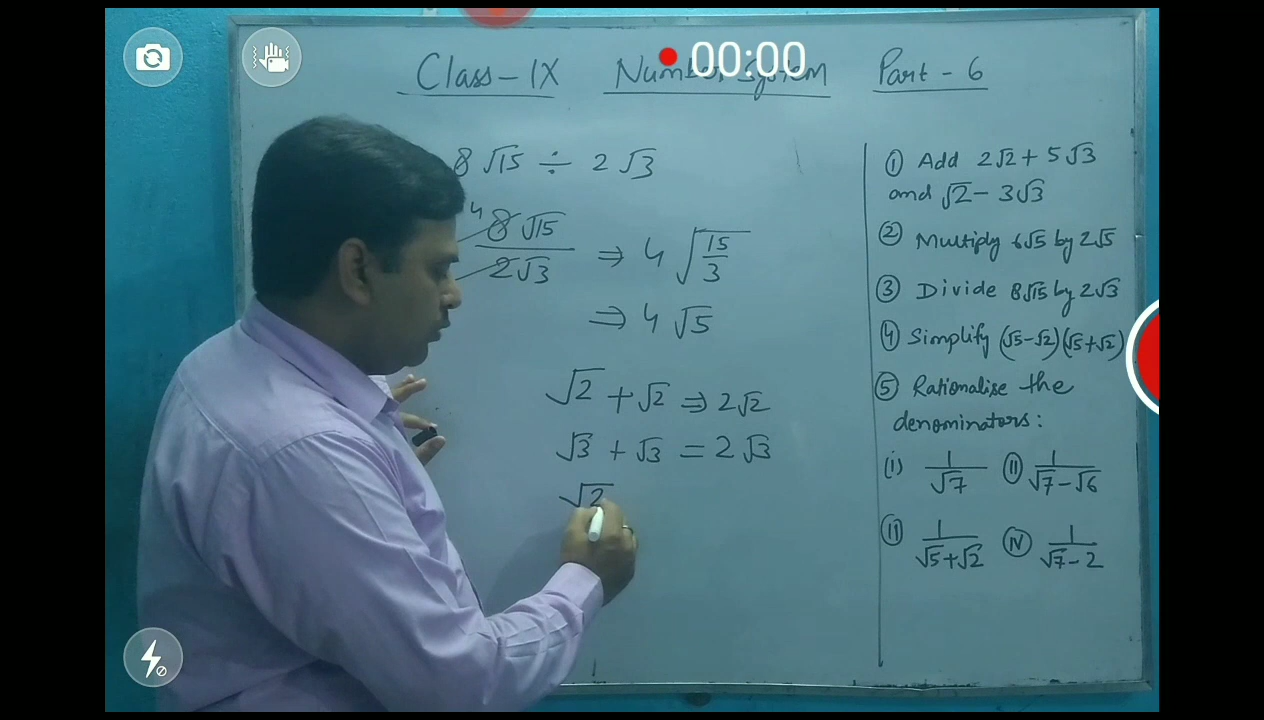 00:00
Class-IX Number System Part-6
8√15 ÷ 2√3
4
8√15
2√3
⇒ 4√15/3
⇒ 4√5
√2 + √2 ⇒ 2√2
√3 + √3 = 2√3
√2
① Add 2√2 + 5√3
and √2 - 3√3
② Multiply 6√5 by 2√5
③ Divide 8√15 by 2√3
④ Simplify (√5-√2)(√5+√2)
⑤ Rationalise the
denominators:
(i) 1/√7 (ii) 1/√7-√6
(iii) 1/√5+√2 (iv) 1/√7-2